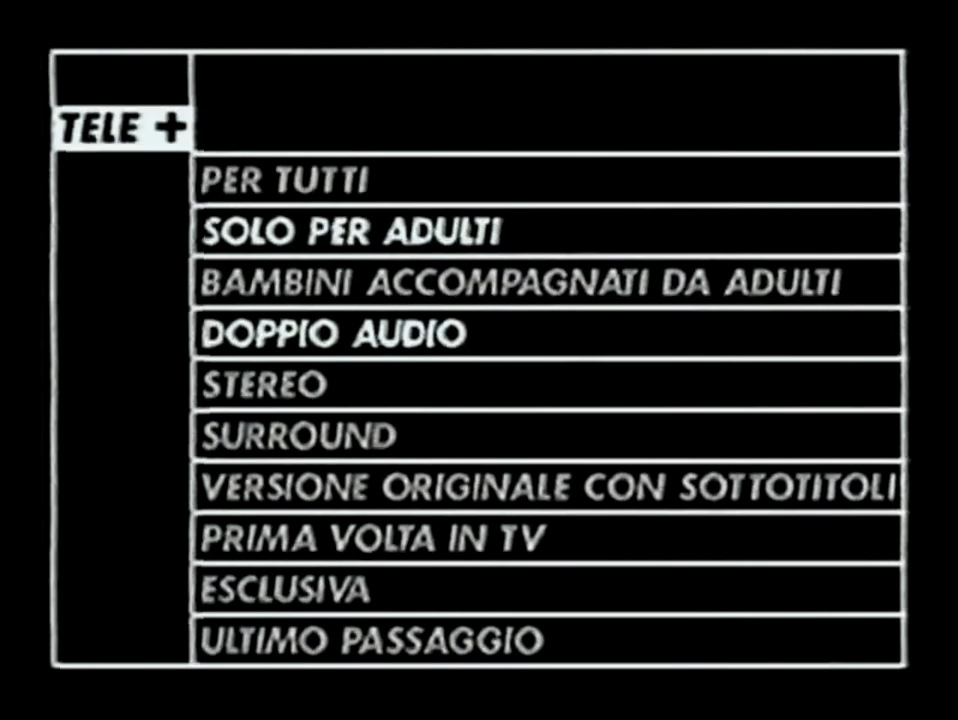 TELE +
PER TUTTI
SOLO PER ADULTI
BAMBINI ACCOMPAGNATI DA ADULTI
DOPPIO AUDIO
STEREO
SURROUND
VERSIONE ORIGINALE CON SOTTOTITOLI
PRIMA VOLTA IN TV
ESCLUSIVA
ULTIMO PASSAGGIO